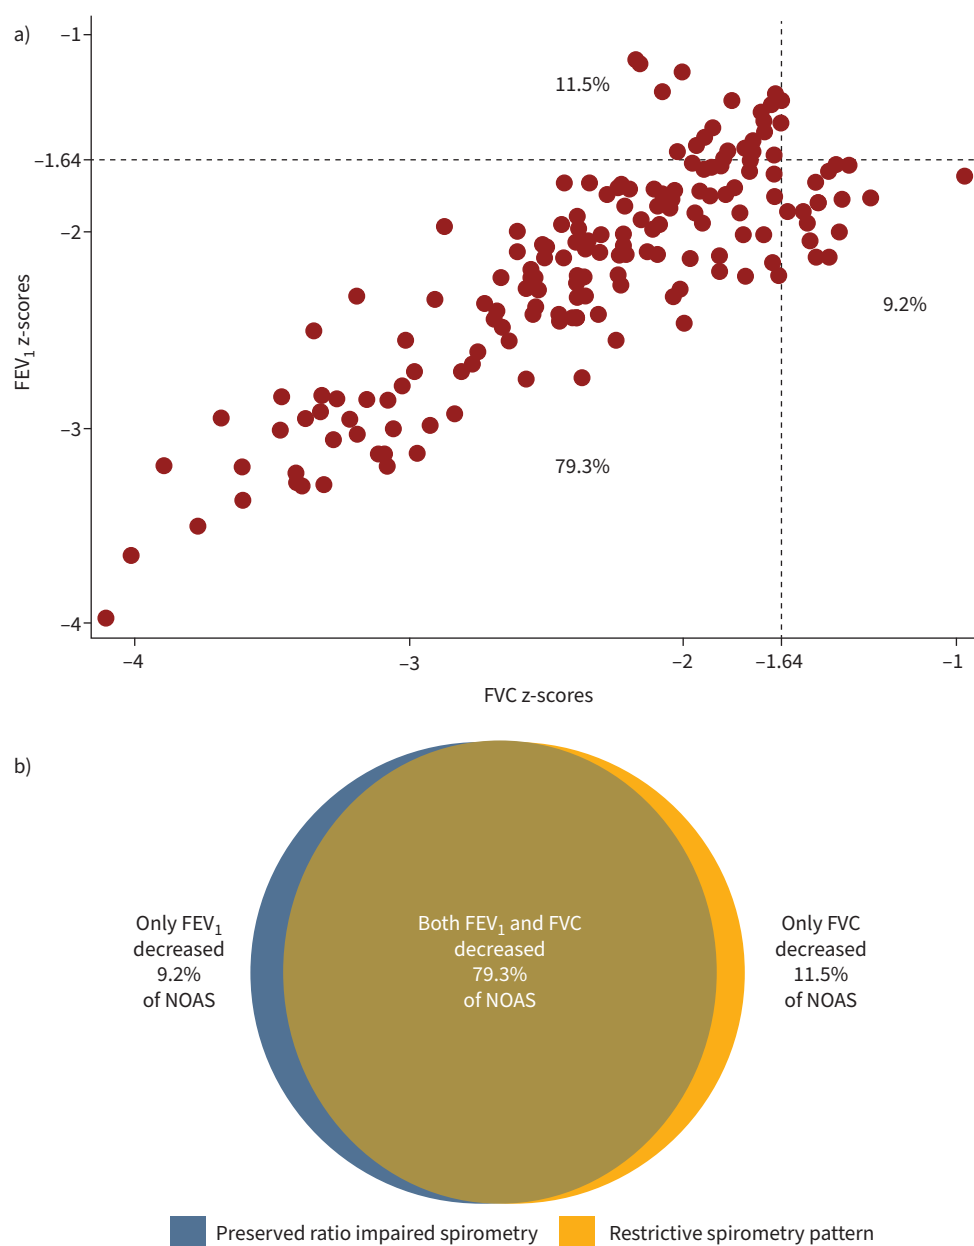 a)
–1
11.5%
–1.64
–2
FEV1 z-scores
9.2%
–3
79.3%
–4
–4
–3
–2
–1.64
–1
FVC z-scores
b)
Only FEV1
decreased
9.2%
of NOAS
Both FEV1 and FVC
decreased
79.3%
of NOAS
Only FVC
decreased
11.5%
of NOAS
Preserved ratio impaired spirometry
Restrictive spirometry pattern